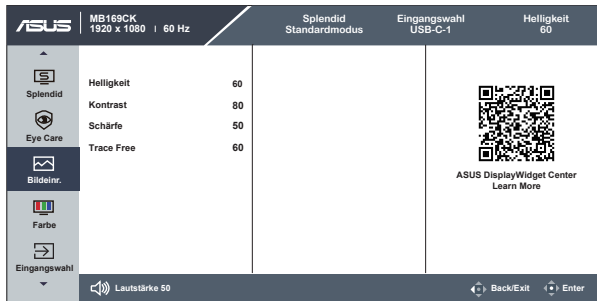 ASUS
MB169CK
1920 x 1080 | 60 Hz
Splendid
Standardmodus
Eingangswahl
USB-C-1
Helligkeit
60
Splendid
Eye Care
Bildeinr.
Farbe
Eingangswahl
Helligkeit 60
Kontrast 80
Schärfe 50
Trace Free 60
ASUS DisplayWidget Center
Learn More
Lautstärke 50
Back/Exit
Enter